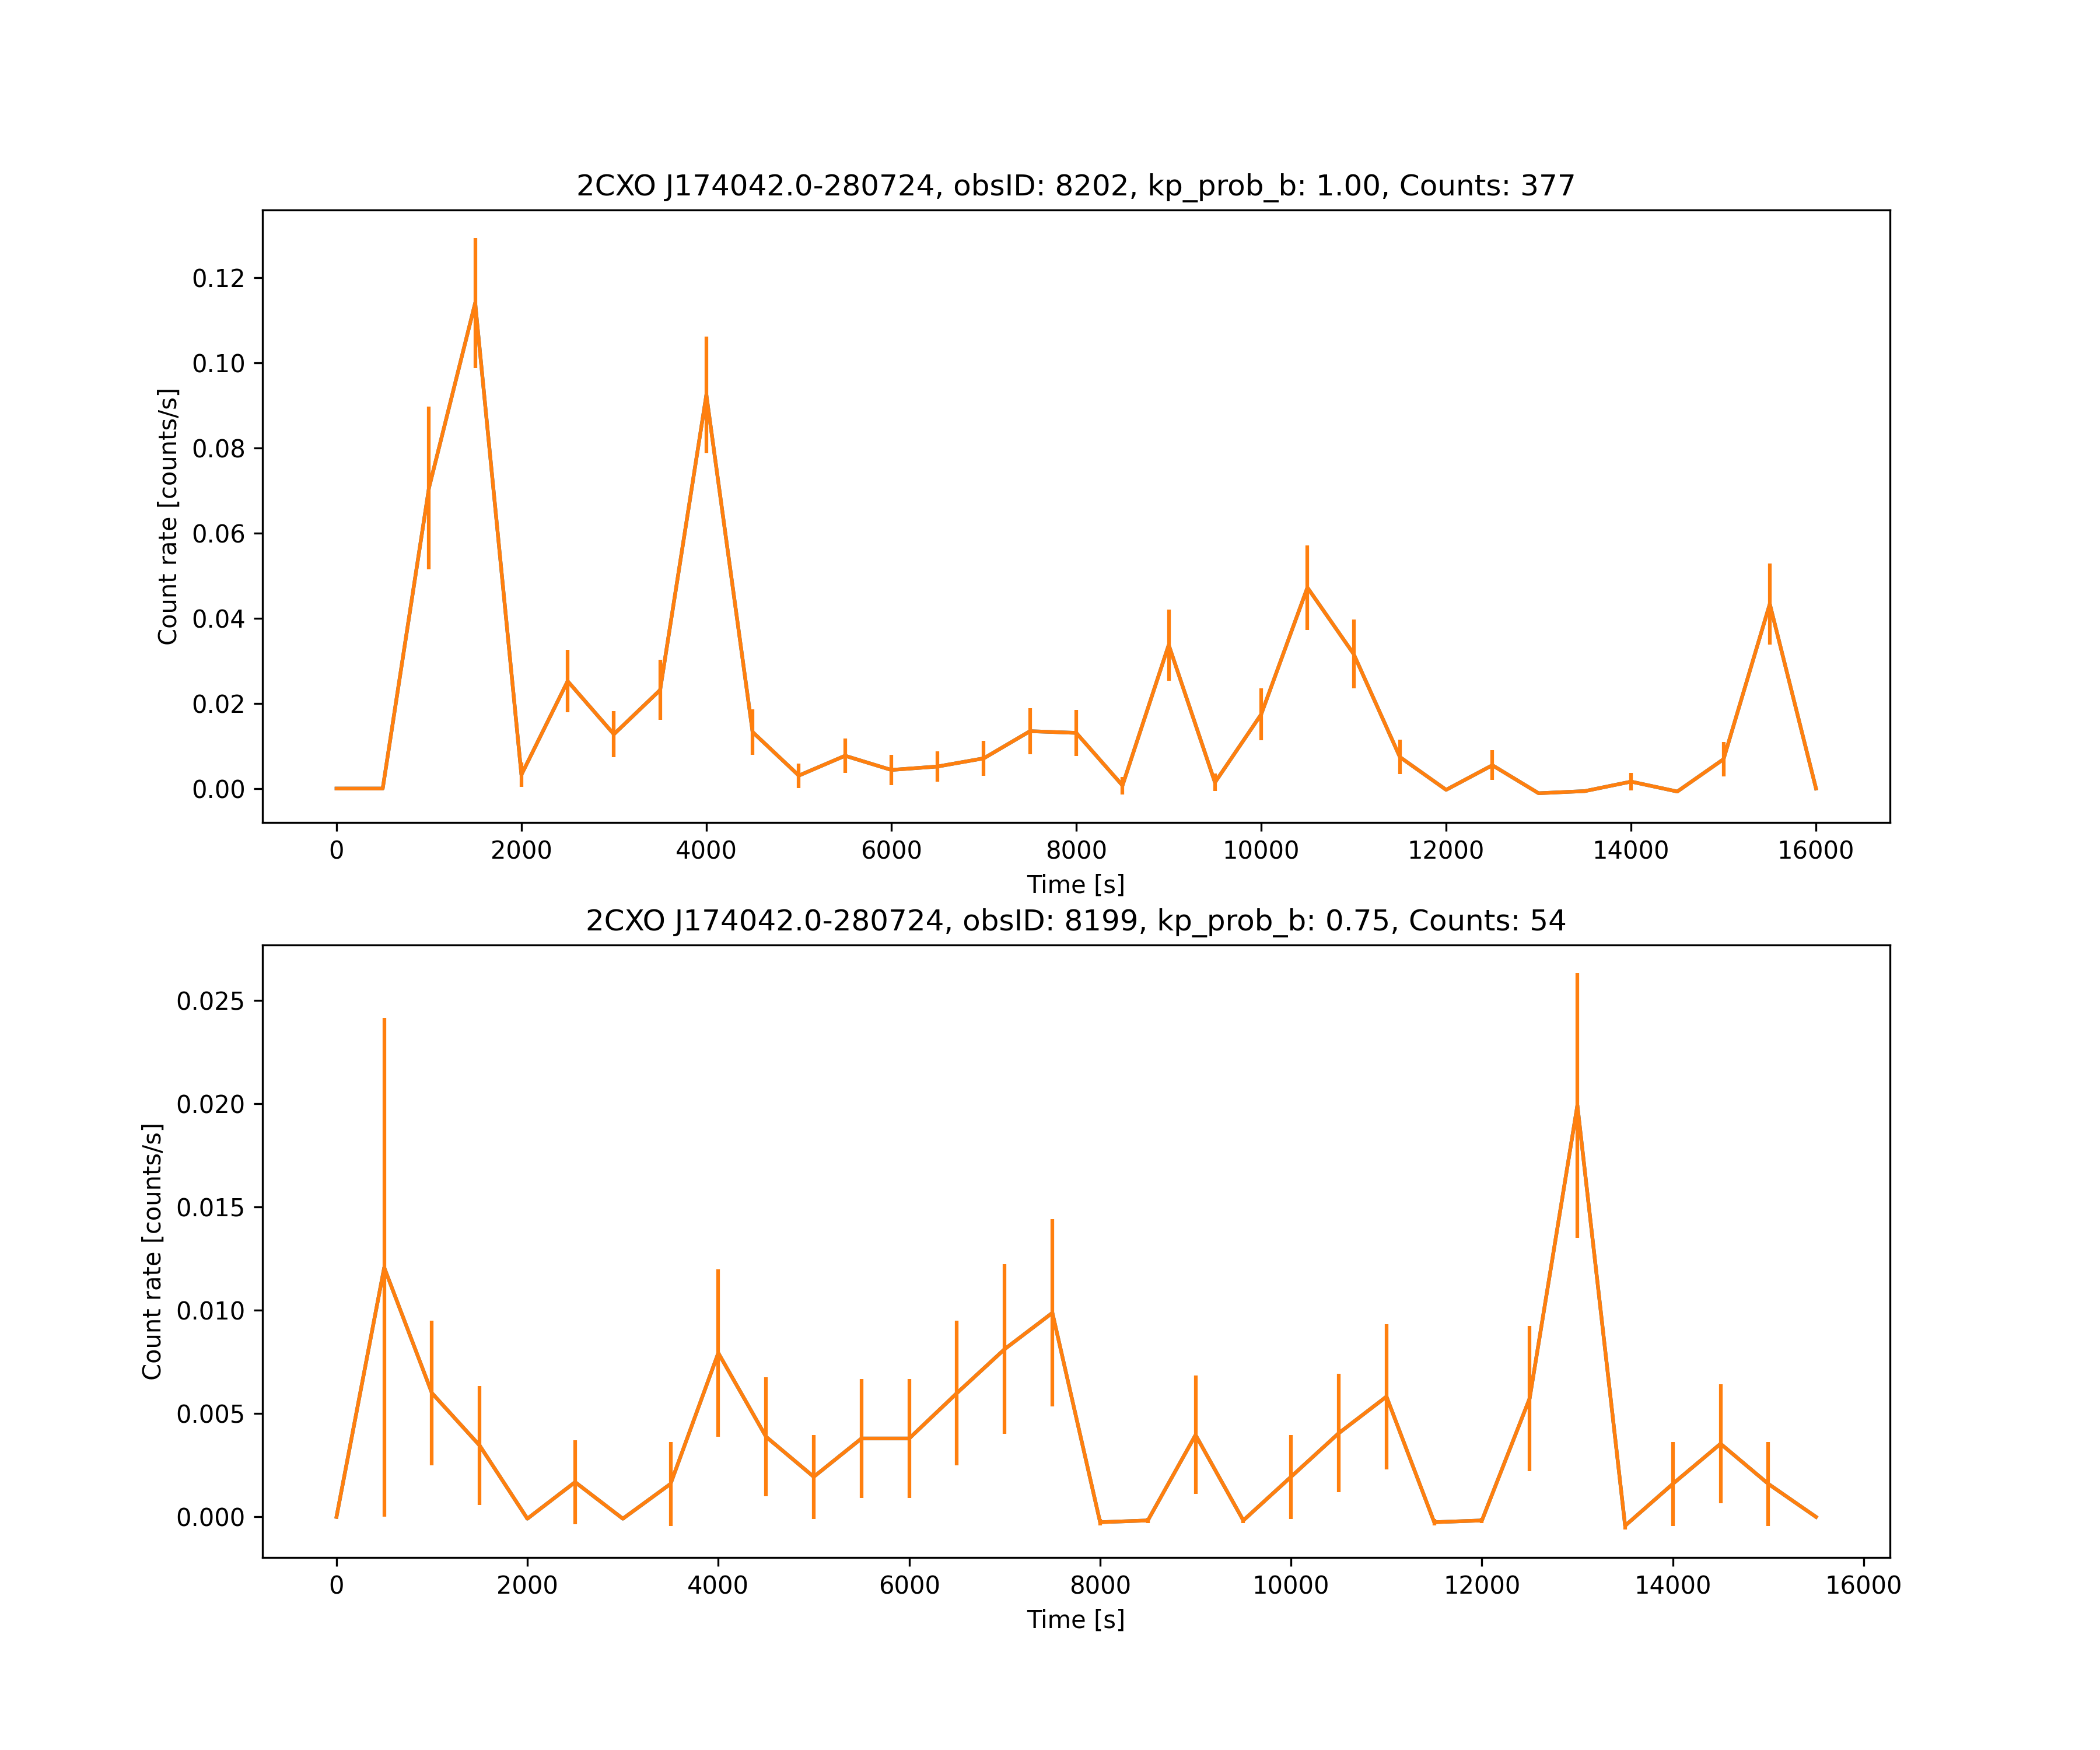 2CXO J174042.0-280724, obsID: 8202, kp_prob_b: 1.00, Counts: 377
0.12
0.10
0.08
0.06
0.04
0.02
0.00
Count rate [counts/s]
0 2000 4000 6000 8000 10000 12000 14000 16000
Time [s]
2CXO J174042.0-280724, obsID: 8199, kp_prob_b: 0.75, Counts: 54
0.025
0.020
0.015
0.010
0.005
0.000
Count rate [counts/s]
0 2000 4000 6000 8000 10000 12000 14000 16000
Time [s]